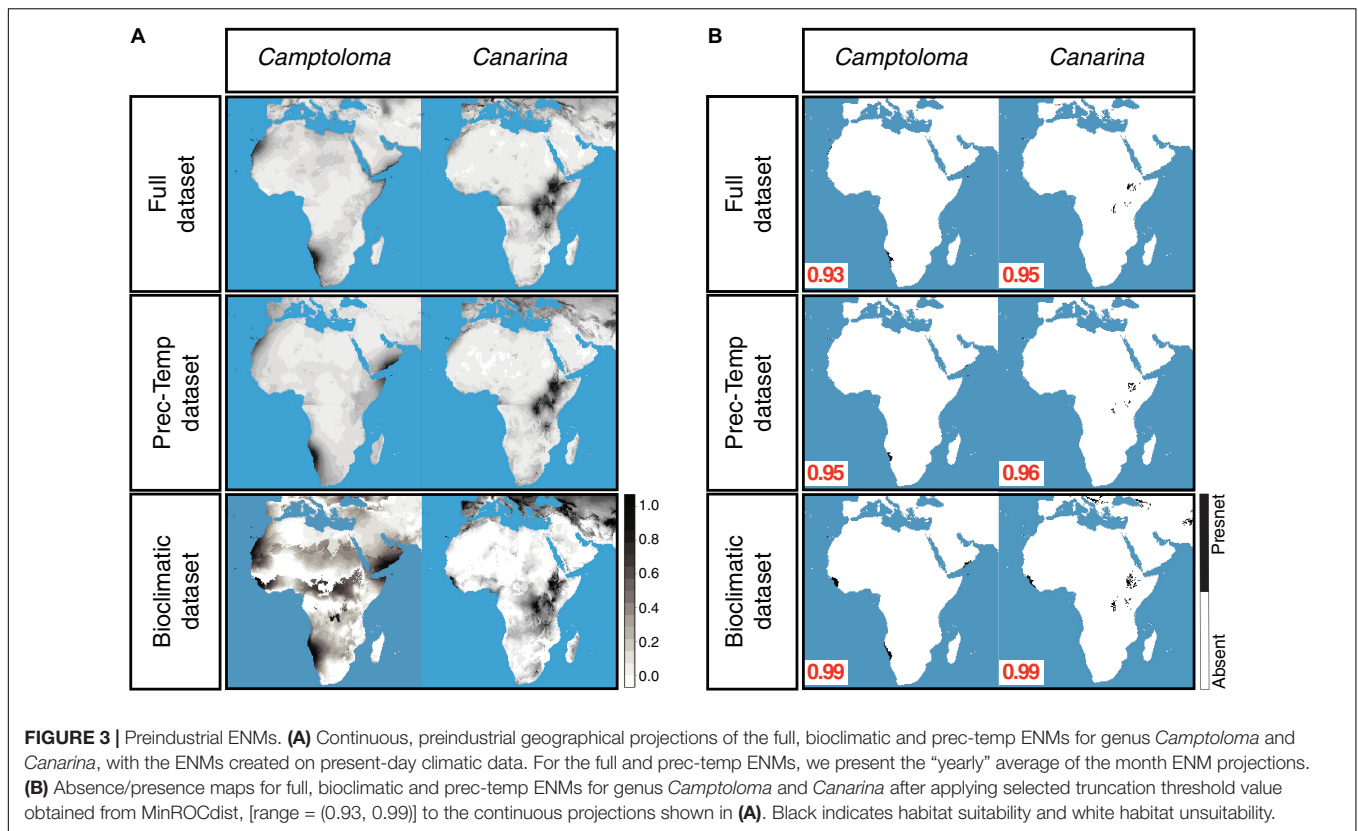 A
B
Camptoloma
Canarina
Camptoloma
Canarina
Full
dataset
Full
dataset
0.93
0.95
Prec-Temp
dataset
Prec-Temp
dataset
0.95
0.96
Bioclimatic
dataset
1.0
0.8
0.6
0.4
0.2
0.0
Bioclimatic
dataset
0.99
0.99
Presnet
Absent
FIGURE 3 | Preindustrial ENMs. (A) Continuous, preindustrial geographical projections of the full, bioclimatic and prec-temp ENMs for genus Camptoloma and
Canarina, with the ENMs created on present-day climatic data. For the full and prec-temp ENMs, we present the “yearly” average of the month ENM projections.
(B) Absence/presence maps for full, bioclimatic and prec-temp ENMs for genus Camptoloma and Canarina after applying selected truncation threshold value
obtained from MinROCdist, [range = (0.93, 0.99)] to the continuous projections shown in (A). Black indicates habitat suitability and white habitat unsuitability.